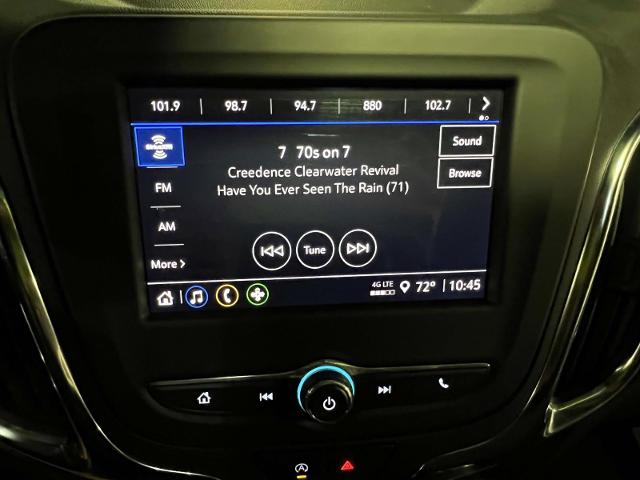 101.9 98.7 94.7 880 102.7
SIRIUSXM
7 70s on 7
Sound
Creedence Clearwater Revival
Browse
FM
Have You Ever Seen The Rain (71)
AM
Tune
More
4G LTE 72° 10:45